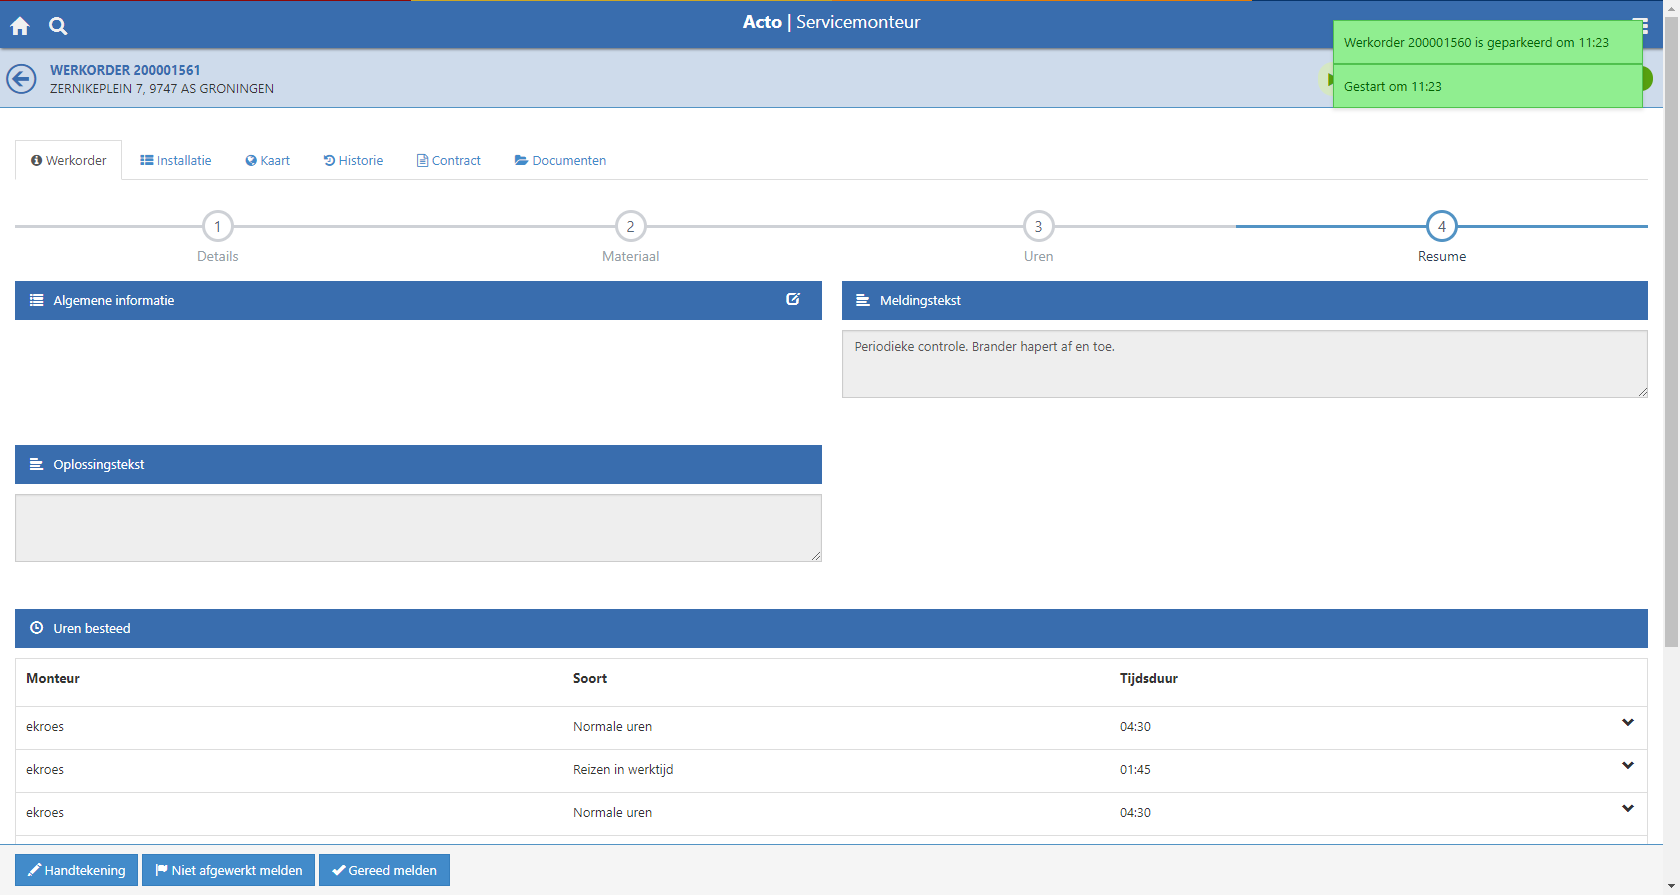 Acto | Servicemonteur
Werkorder 200001560 is geparkeerd om 11:23
Gestart om 11:23
WERKORDER 200001561
ZERNIKEPLEIN 7, 9747 AS GRONINGEN
Werkorder Installatie Kaart Historie Contract Documenten
1 2 3 4
Details Materiaal Uren Resume
Algemene informatie
Meldingstekst
Periodieke controle. Brander hapert af en toe.
Oplossingstekst
Uren besteed
Monteur Soort Tijdsduur
ekroes Normale uren 04:30
ekroes Reizen in werktijd 01:45
ekroes Normale uren 04:30
Handtekening Niet afgewerkt melden Gereed melden